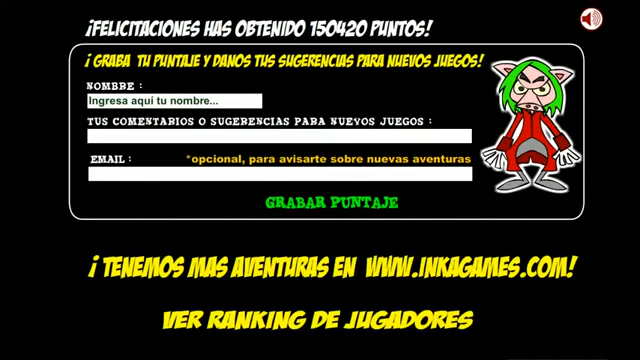 ¡FELICITACIONES HAS OBTENIDO 150420 PUNTOS!
¡ GRABA TU PUNTAJE Y DANOS TUS SUGERENCIAS PARA NUEVOS JUEGOS!
NOMBRE :
Ingresa aquí tu nombre...
TUS COMENTARIOS O SUGERENCIAS PARA NUEVOS JUEGOS :
EMAIL : *opcional, para avisarte sobre nuevas aventuras
GRABAR PUNTAJE
¡ TENEMOS MAS AVENTURAS EN WWW.INKAGAMES.COM!
VER RANKING DE JUGADORES